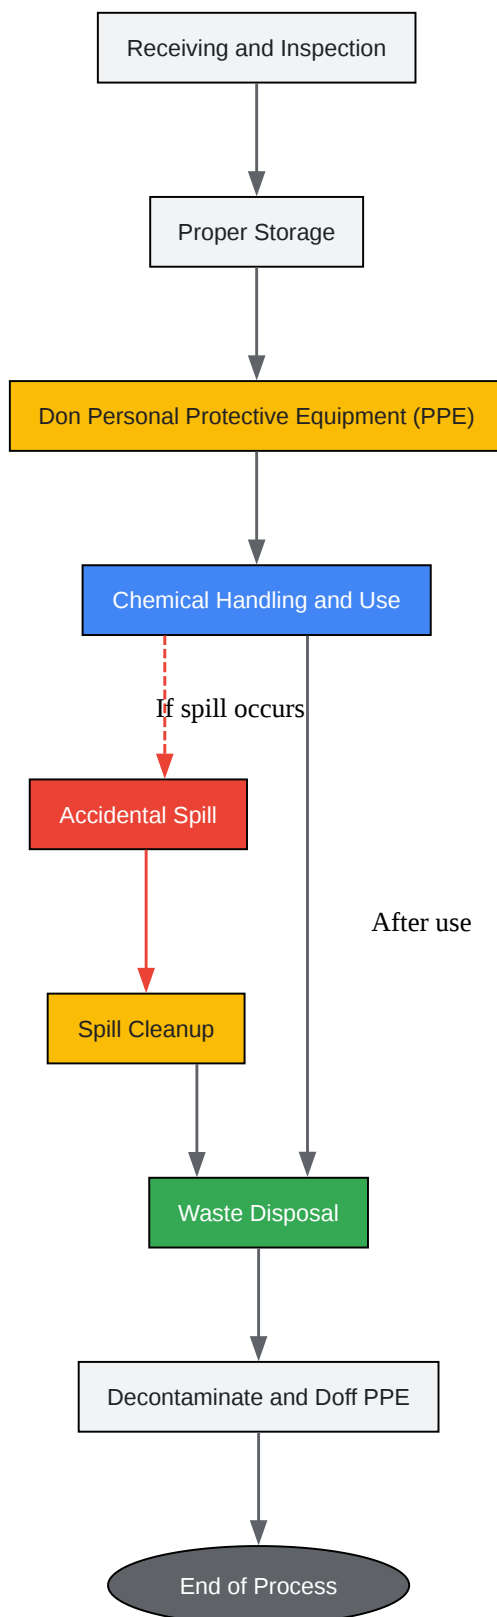 Receiving and Inspection
Proper Storage
Don Personal Protective Equipment (PPE)
Chemical Handling and Use
If spill occurs
Accidental Spill
After use
Spill Cleanup
Waste Disposal
Decontaminate and Doff PPE
End of Process